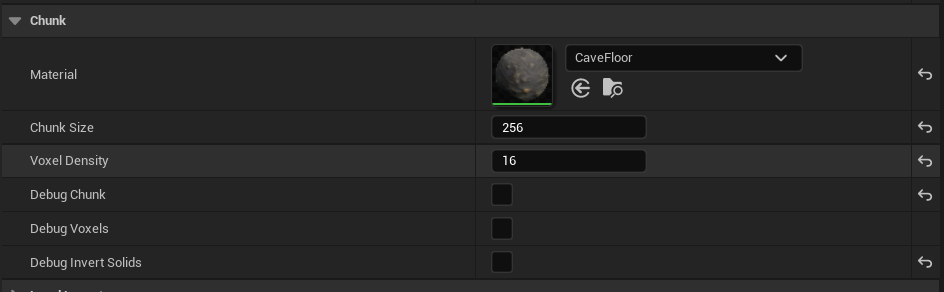 Chunk
Material
CaveFloor
Chunk Size
256
Voxel Density
16
Debug Chunk
Debug Voxels
Debug Invert Solids